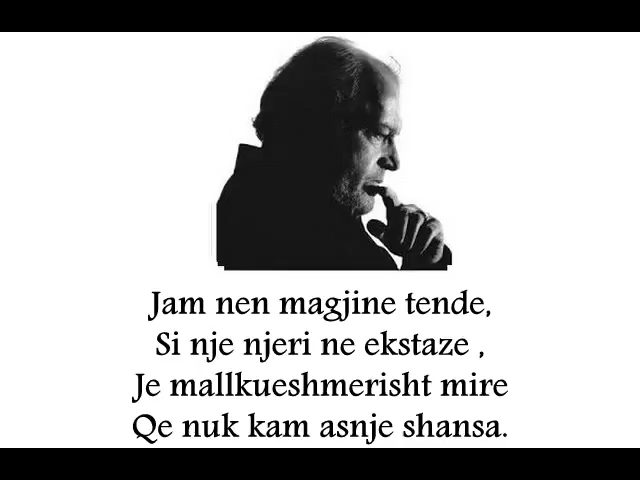 Jam nen magjine tende,
Si nje njeri ne ekstaze ,
Je mallkueshmerisht mire
Qe nuk kam asnje shansa.